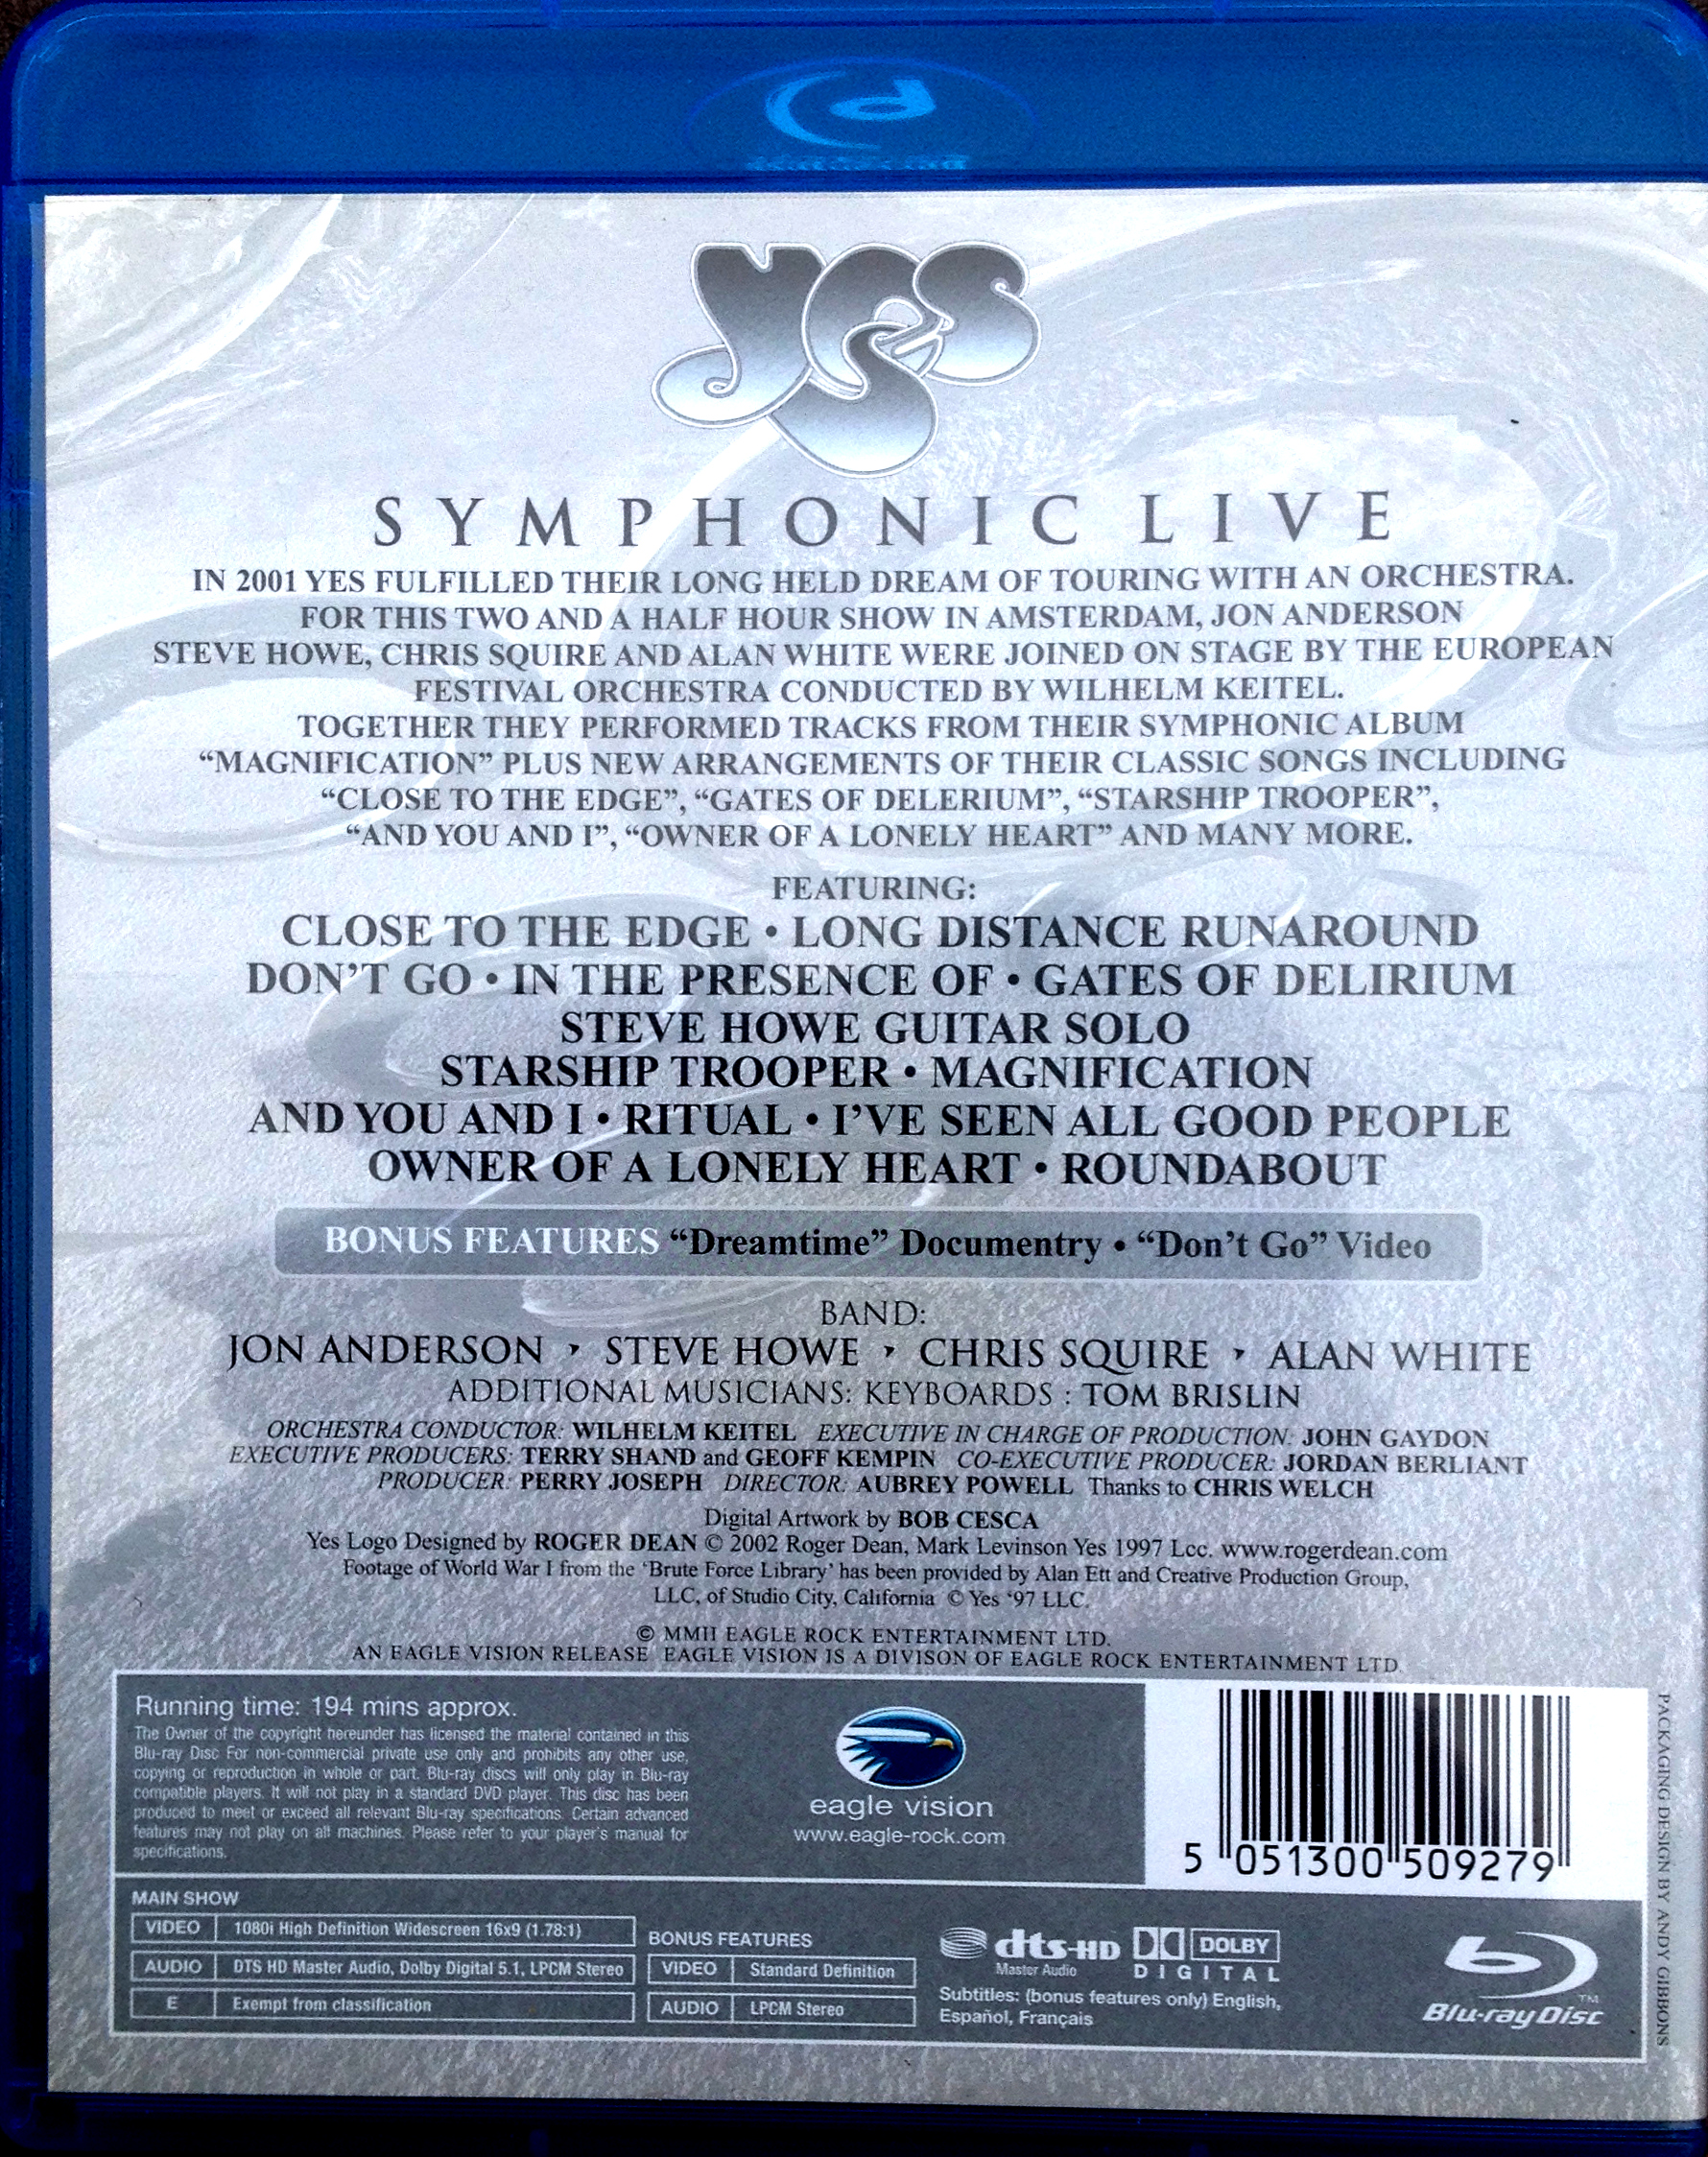 YES
SYMPHONIC LIVE
IN 2001 YES FULFILLED THEIR LONG HELD DREAM OF TOURING WITH AN ORCHESTRA.
FOR THIS TWO AND A HALF HOUR SHOW IN AMSTERDAM, JON ANDERSON
STEVE HOWE, CHRIS SQUIRE AND ALAN WHITE WERE JOINED ON STAGE BY THE EUROPEAN
FESTIVAL ORCHESTRA CONDUCTED BY WILHELM KEITEL.
TOGETHER THEY PERFORMED TRACKS FROM THEIR SYMPHONIC ALBUM
“MAGNIFICATION” PLUS NEW ARRANGEMENTS OF THEIR CLASSIC SONGS INCLUDING
“CLOSE TO THE EDGE”, “GATES OF DELERIUM”, “STARSHIP TROOPER”,
“AND YOU AND I”, “OWNER OF A LONELY HEART” AND MANY MORE.
FEATURING:
CLOSE TO THE EDGE • LONG DISTANCE RUNAROUND
DON’T GO • IN THE PRESENCE OF • GATES OF DELIRIUM
STEVE HOWE GUITAR SOLO
STARSHIP TROOPER • MAGNIFICATION
AND YOU AND I • RITUAL • I’VE SEEN ALL GOOD PEOPLE
OWNER OF A LONELY HEART • ROUNDABOUT
BONUS FEATURES “Dreamtime” Documentry • “Don’t Go” Video
BAND:
JON ANDERSON , STEVE HOWE , CHRIS SQUIRE , ALAN WHITE
ADDITIONAL MUSICIANS: KEYBOARDS : TOM BRISLIN
ORCHESTRA CONDUCTOR: WILHELM KEITEL EXECUTIVE IN CHARGE OF PRODUCTION: JOHN GAYDON
EXECUTIVE PRODUCERS: TERRY SHAND and GEOFF KEMPIN CO-EXECUTIVE PRODUCER: JORDAN BERLIANT
PRODUCER: PERRY JOSEPH DIRECTOR: AUBREY POWELL Thanks to CHRIS WELCH
Digital Artwork by BOB CESCA
Yes Logo Designed by ROGER DEAN © 2002 Roger Dean, Mark Levinson Yes 1997 Lcc. www.rogerdean.com
Footage of World War I from the ‘Brute Force Library’ has been provided by Alan Ett and Creative Production Group,
LLC, of Studio City, California © Yes ‘97 LLC.
© MMII EAGLE ROCK ENTERTAINMENT LTD.
AN EAGLE VISION RELEASE EAGLE VISION IS A DIVISON OF EAGLE ROCK ENTERTAINMENT LTD.
Running time: 194 mins approx.
The Owner of the copyright hereunder has licensed the material contained in this
Blu-ray Disc For non-commercial private use only and prohibits any other use,
copying or reproduction in whole or part. Blu-ray discs will only play in Blu-ray
compatible players. It will not play in a standard DVD player. This disc has been
produced to meet or exceed all relevant Blu-ray specifications. Certain advanced
features may not play on all machines. Please refer to your player's manual for
specifications.
eagle vision
www.eagle-rock.com
5 051300 509279
PACKAGING DESIGN BY ANDY GIBBONS
MAIN SHOW
VIDEO 1080i High Definition Widescreen 16x9 (1.78:1)
AUDIO DTS HD Master Audio, Dolby Digital 5.1, LPCM Stereo
E Exempt from classification
BONUS FEATURES
VIDEO Standard Definition
AUDIO LPCM Stereo
dts-HD
Master Audio
DOLBY
DIGITAL
Subtitles: (bonus features only) English,
Español, Français
Blu-ray Disc TM